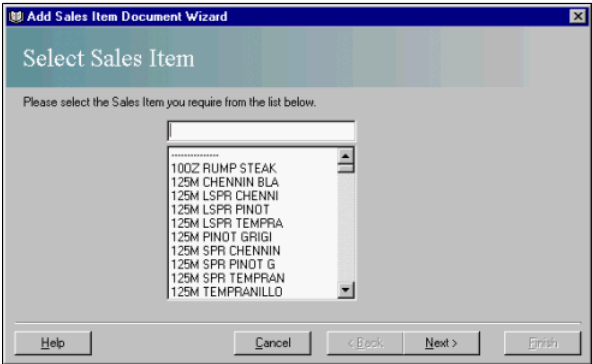 Add Sales Item Document Wizard
Select Sales Item
Please select the Sales Item you require from the list below.
---------------
10OZ RUMP STEAK
125M CHENNIN BLA
125M LSPR CHENNI
125M LSPR PINOT
125M LSPR TEMPRA
125M PINOT GRIGI
125M SPR CHENNIN
125M SPR PINOT G
125M SPR TEMPRAN
125M TEMPRANILLO
Help Cancel < Back Next > Finish